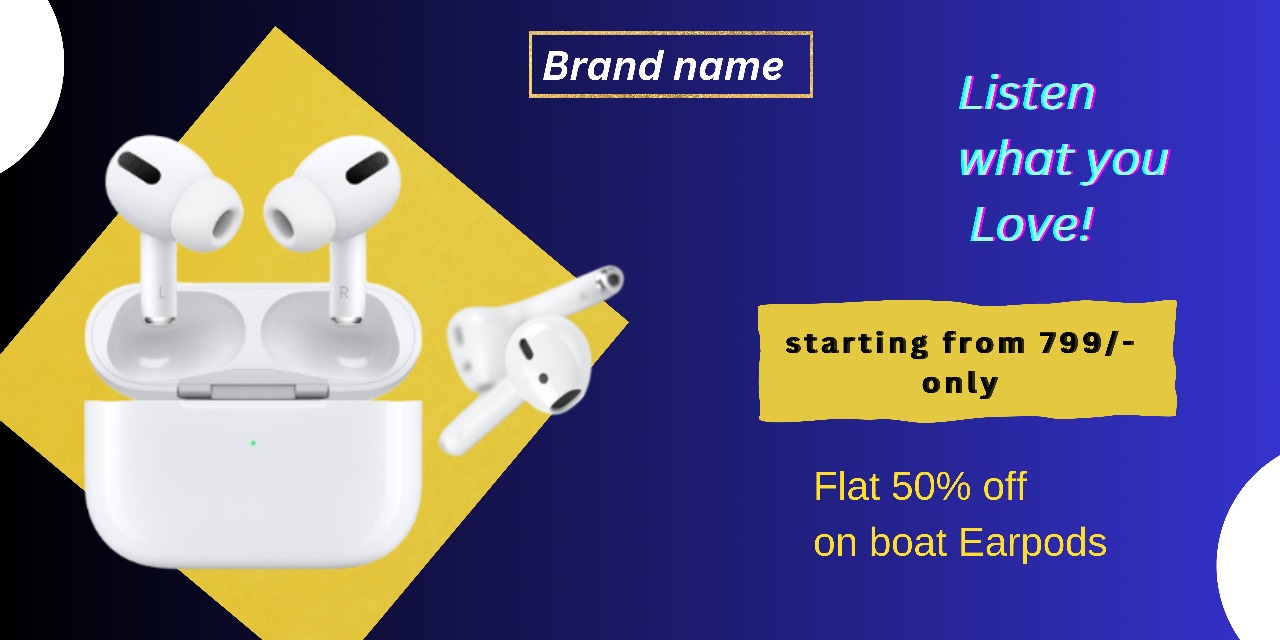 Brand name
Listen
what you
Love!
starting from 799/-
only
Flat 50% off
on boat Earpods
L
R